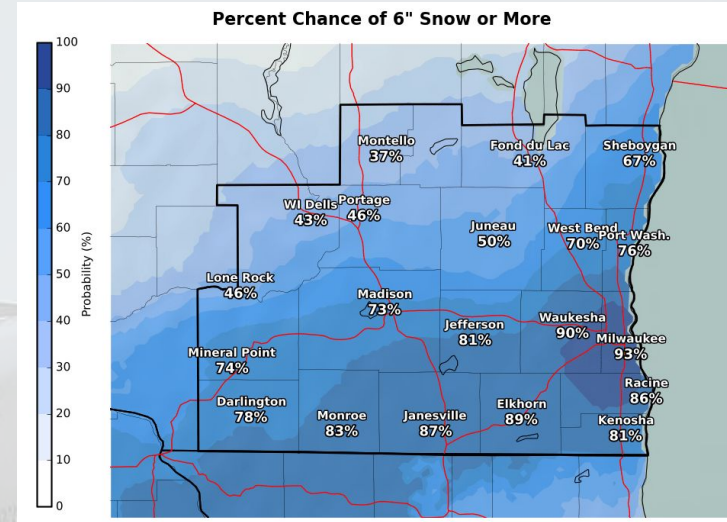 Percent Chance of 6" Snow or More
100
90
80
70
60
50
40
30
20
10
0
Probability (%)
Montello
37%
Fond du Lac
41%
Sheboygan
67%
WI Dells
43%
Portage
46%
Juneau
50%
West Bend
70%
Port Wash.
76%
Lone Rock
46%
Madison
73%
Jefferson
81%
Waukesha
90%
Milwaukee
93%
Mineral Point
74%
Racine
86%
Darlington
78%
Monroe
83%
Janesville
87%
Elkhorn
89%
Kenosha
81%